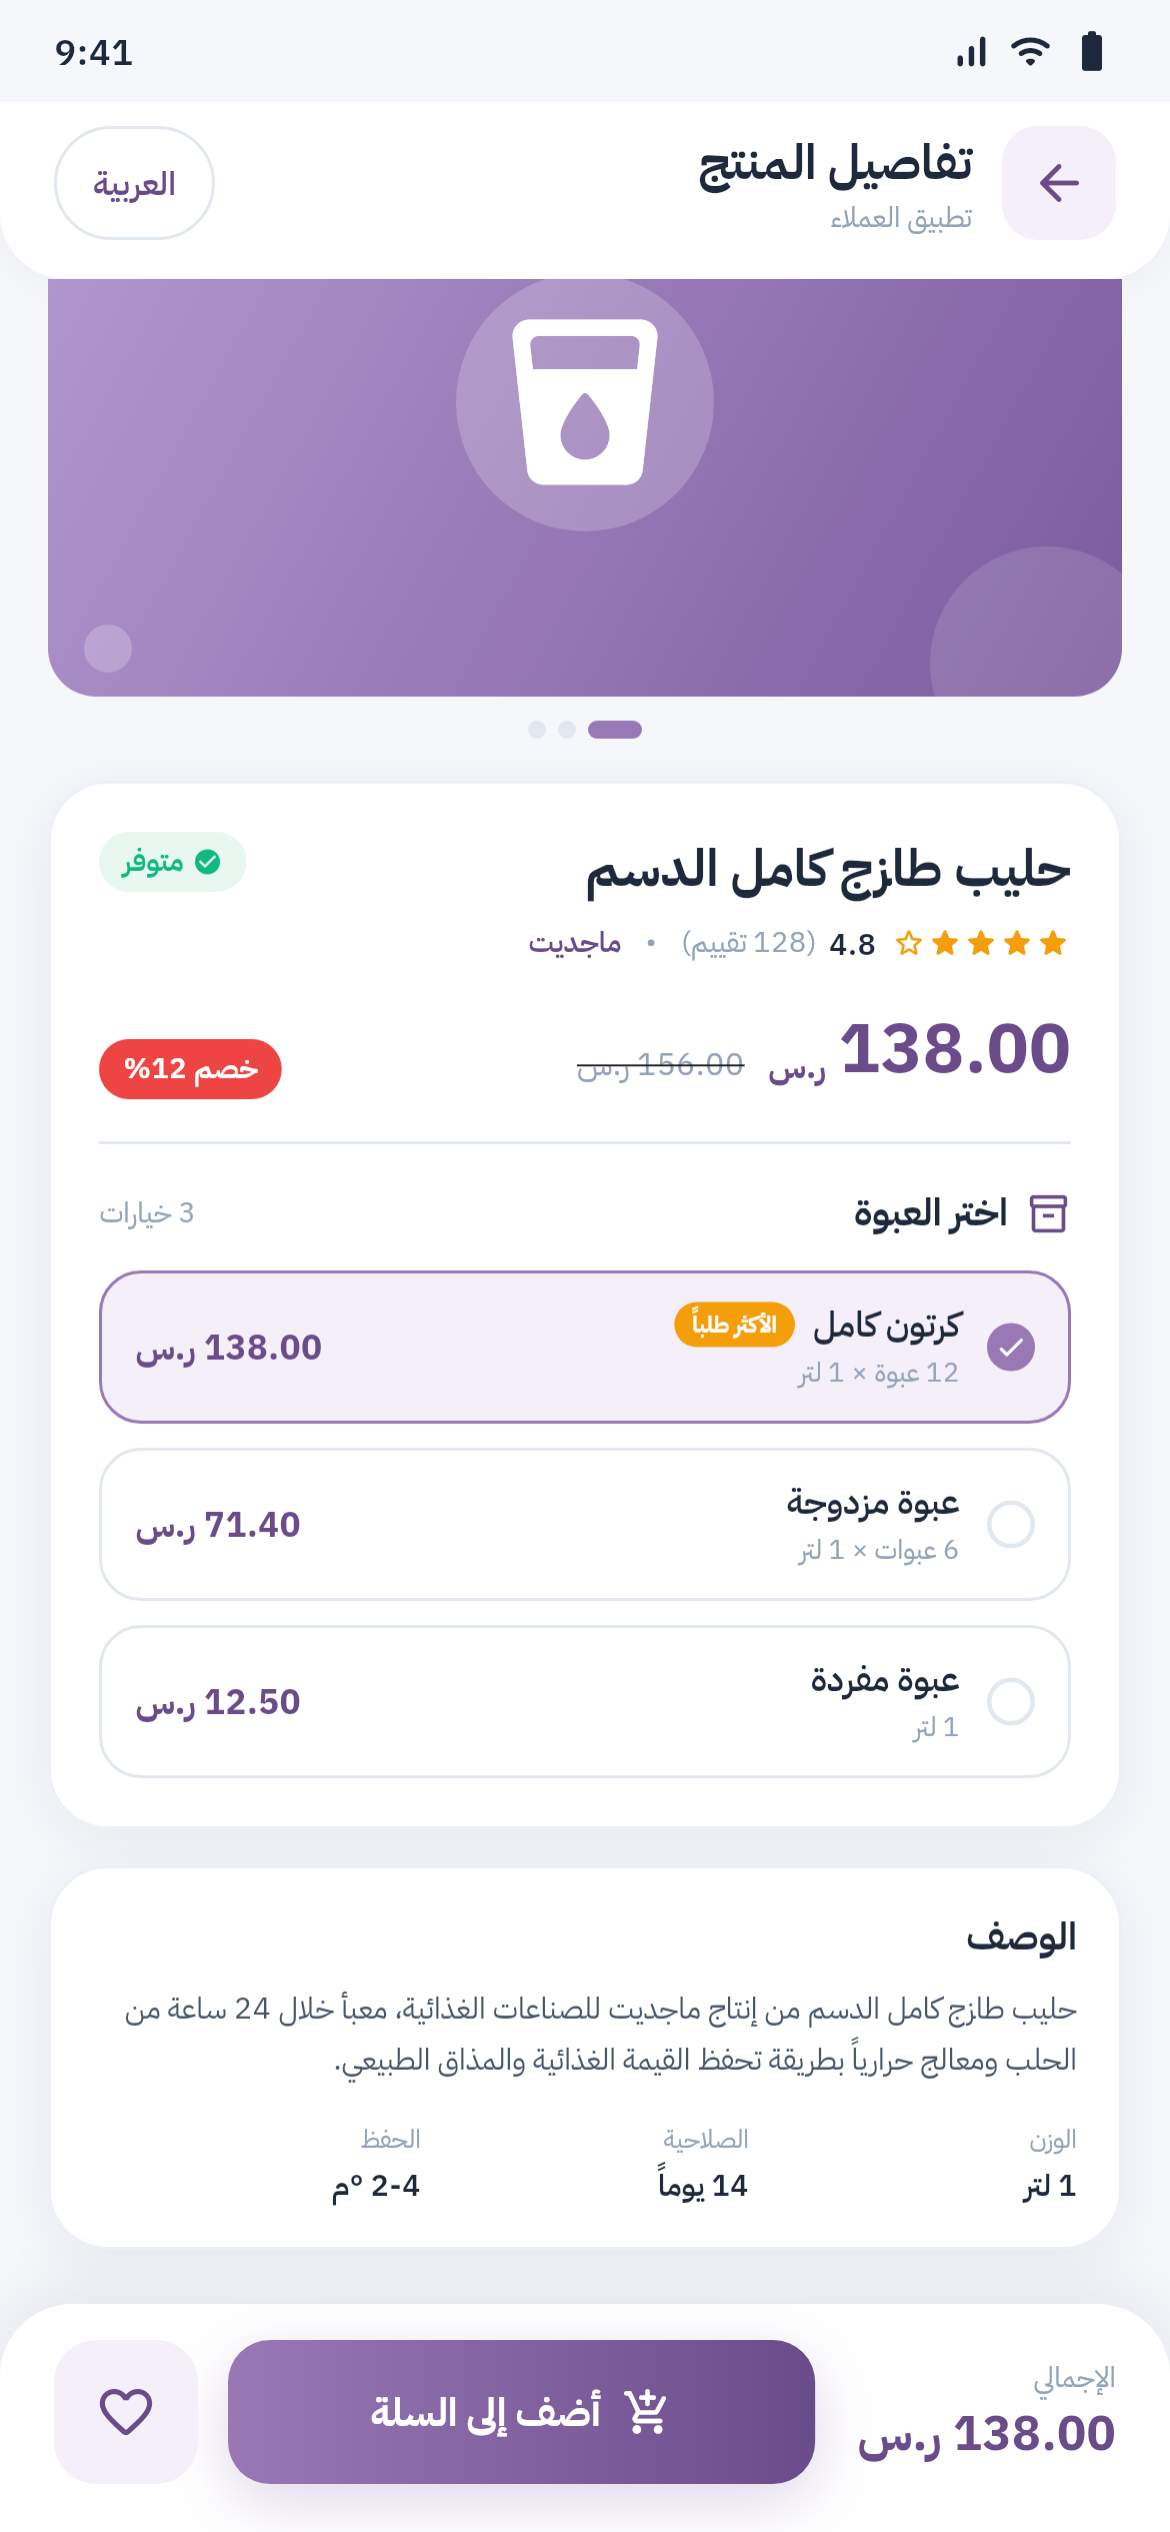 9:41
تفاصيل المنتج
العربية
تطبيق العملاء
حليب طازج كامل الدسم
متوفر
4.8 (128 تقييم) • ماجديت
138.00 ر.س 156.00 ر.س
خصم 12%
اختر العبوة
3 خيارات
كرتون كامل الأكثر طلباً
12 عبوة × 1 لتر
138.00 ر.س
عبوة مزدوجة
6 عبوات × 1 لتر
71.40 ر.س
عبوة مفردة
1 لتر
12.50 ر.س
الوصف
حليب طازج كامل الدسم من إنتاج ماجديت للصناعات الغذائية، معبأ خلال 24 ساعة من
الحلب ومعالج حرارياً بطريقة تحفظ القيمة الغذائية والمذاق الطبيعي.
الوزن
1 لتر
الصلاحية
14 يوماً
الحفظ
2-4 °م
الإجمالي
138.00 ر.س
أضف إلى السلة